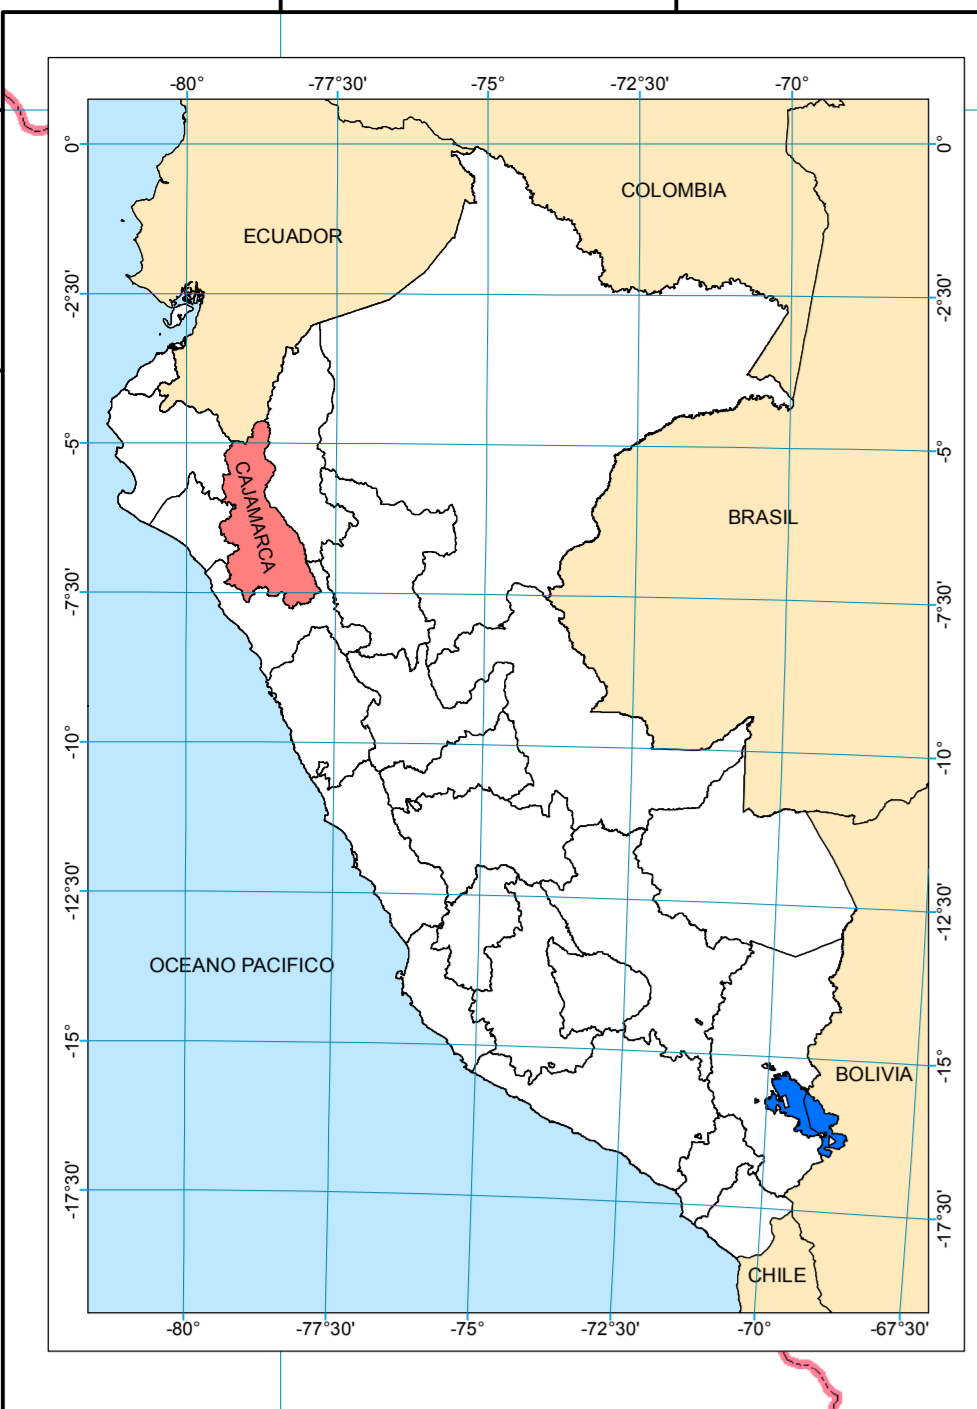 -80° -77°30' -75° -72°30' -70°
0° 0°
COLOMBIA
ECUADOR
-2°30' -2°30'
-5° -5°
CAJAMARCA
BRASIL
-7°30' -7°30'
-10° -10°
-12°30' -12°30'
OCEANO PACIFICO
-15° -15°
BOLIVIA
-17°30' -17°30'
CHILE
-80° -77°30' -75° -72°30' -70° -67°30'